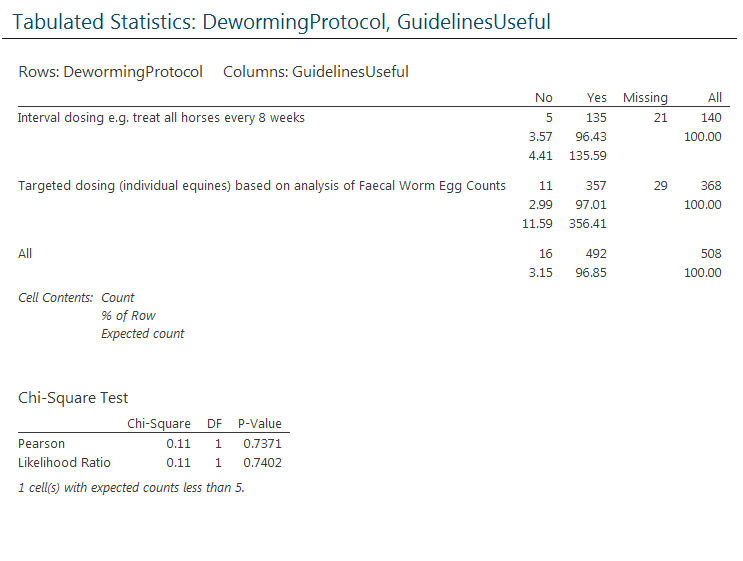 Tabulated Statistics: DewormingProtocol, GuidelinesUseful
Rows: DewormingProtocol Columns: GuidelinesUseful
No Yes Missing All
Interval dosing e.g. treat all horses every 8 weeks 5 135 21 140
3.57 96.43 100.00
4.41 135.59
Targeted dosing (individual equines) based on analysis of Faecal Worm Egg Counts 11 357 29 368
2.99 97.01 100.00
11.59 356.41
All 16 492 508
3.15 96.85 100.00
Cell Contents: Count
% of Row
Expected count
Chi-Square Test
Chi-Square DF P-Value
Pearson 0.11 1 0.7371
Likelihood Ratio 0.11 1 0.7402
1 cell(s) with expected counts less than 5.